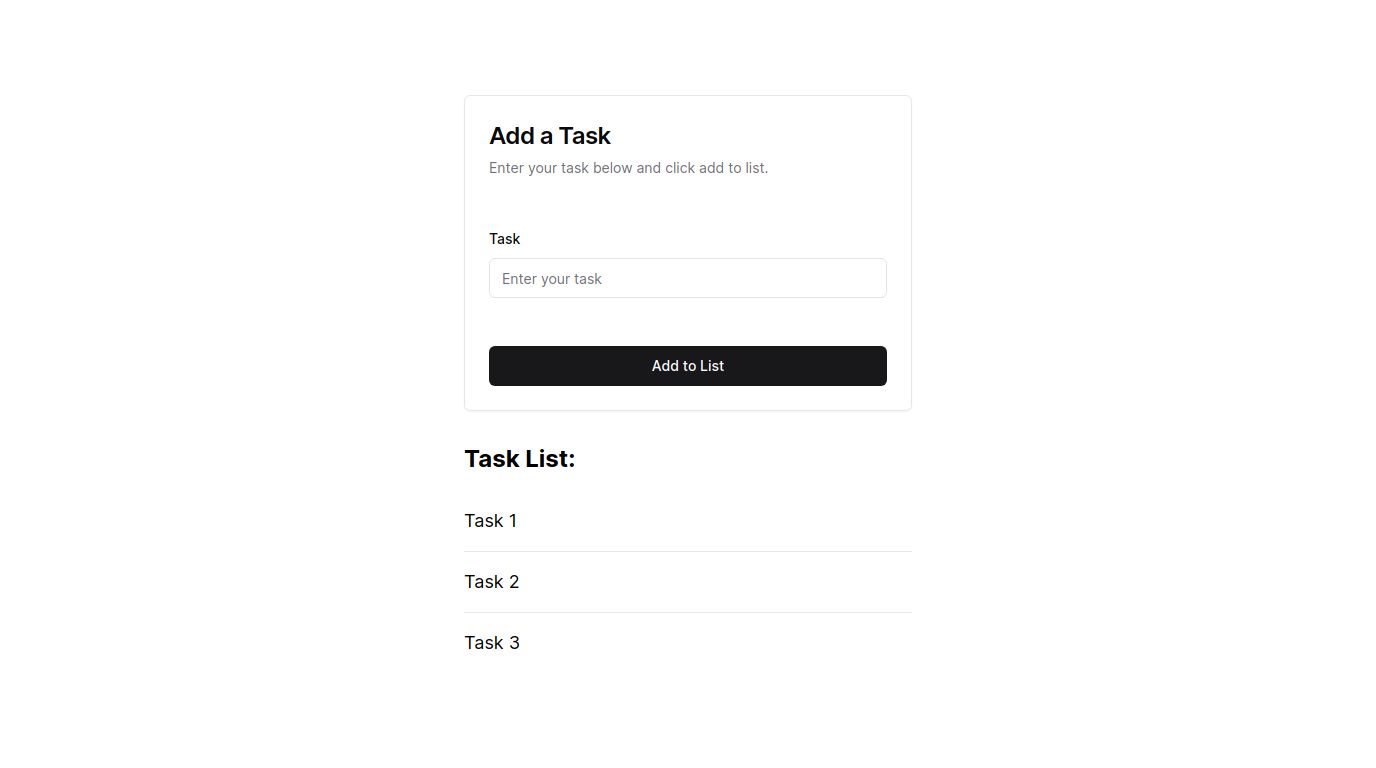 Add a Task
Enter your task below and click add to list.
Task
Enter your task
Add to List
Task List:
Task 1
Task 2
Task 3